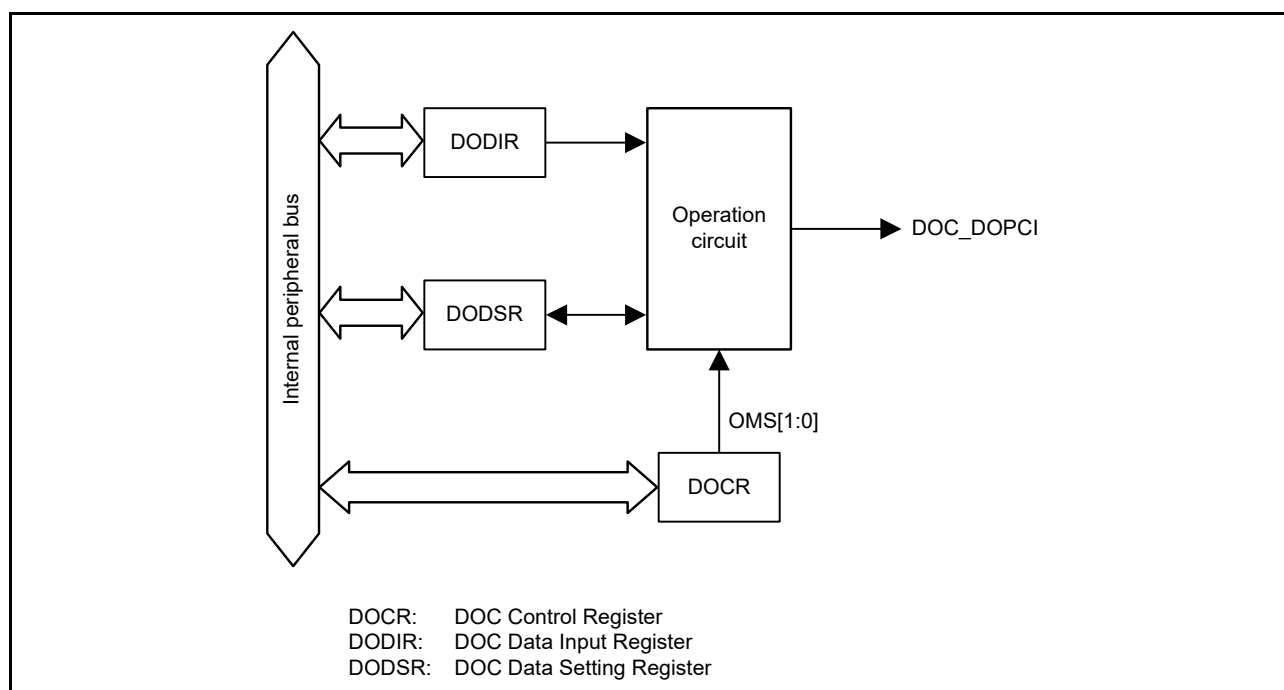 Internal peripheral bus
DODIR
Operation
circuit
DOC_DOPCI
DODSR
OMS[1:0]
DOCR
DOCR: DOC Control Register
DODIR: DOC Data Input Register
DODSR: DOC Data Setting Register